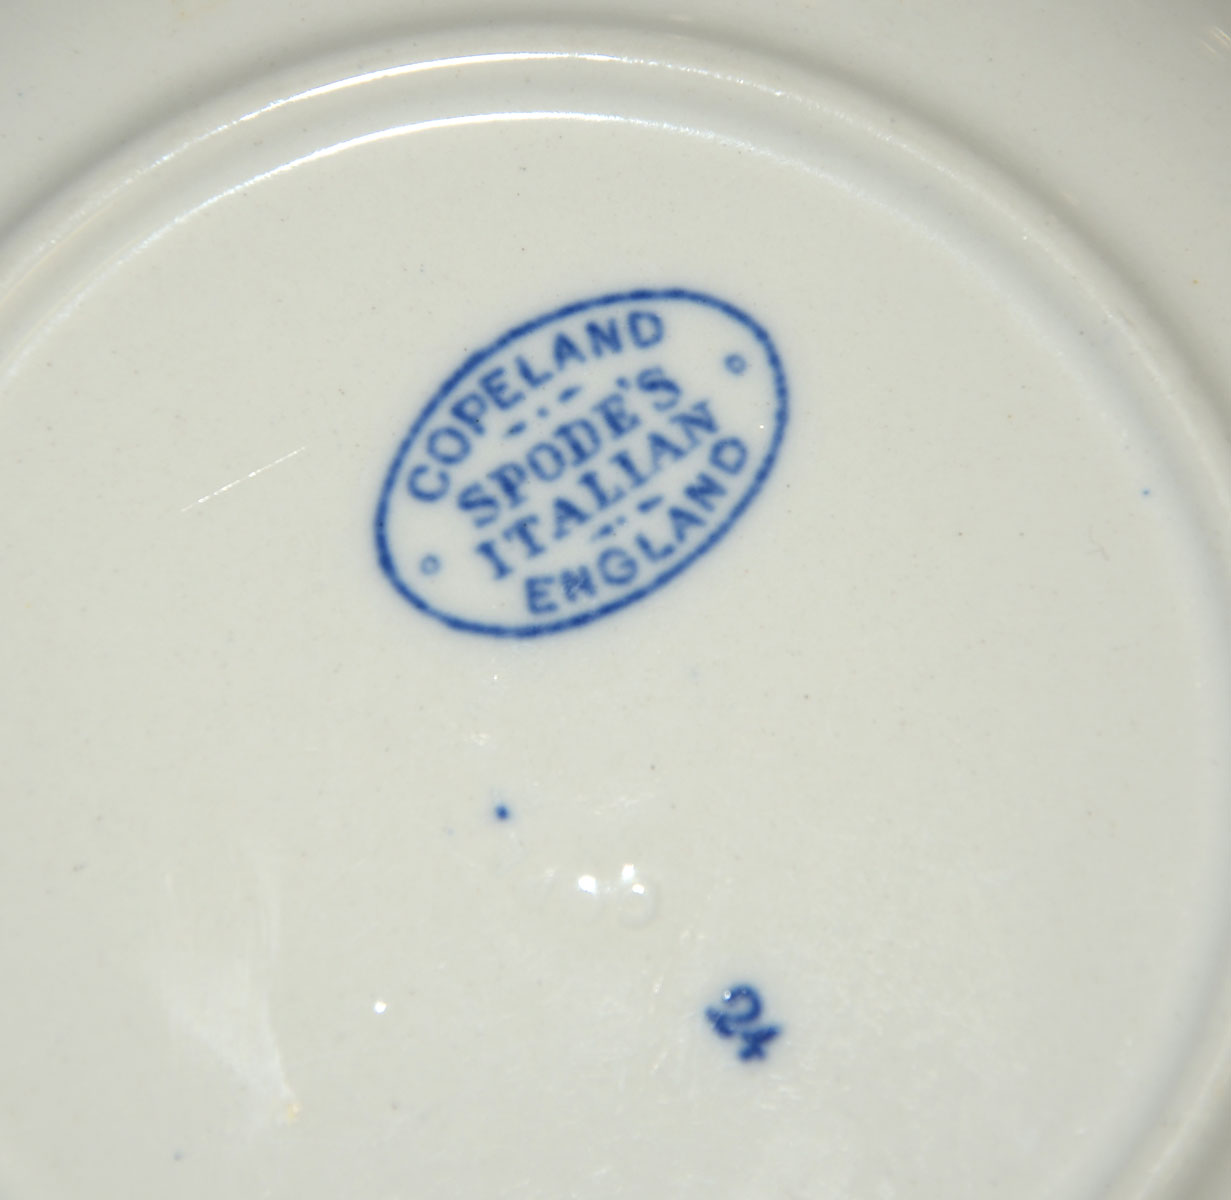 COPELAND
SPODE'S
ITALIAN
ENGLAND
24